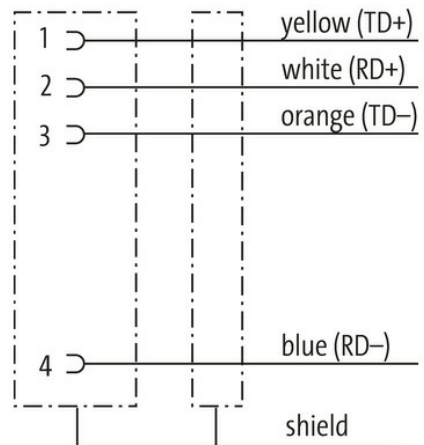 1 yellow (TD+)
2 white (RD+)
3 orange (TD–)
4 blue (RD–)
shield